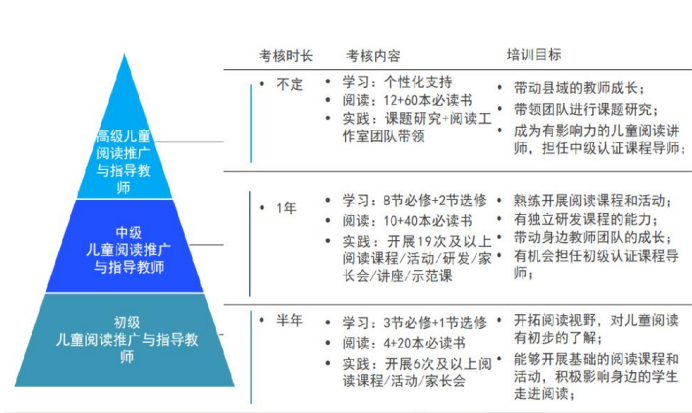 考核时长
考核内容
培训目标
高级儿童
阅读推广
与指导教
师
• 不定
• 学习：个性化支持
• 阅读：12+60本必读书
• 实践：课题研究+阅读工
作室团队带领
• 带动县域的教师成长；
• 带领团队进行课题研究；
• 成为有影响力的儿童阅读讲
师，担任中级认证课程导师；
中级
儿童阅读推广
与指导教师
• 1年
• 学习：8节必修+2节选修
• 阅读：10+40本必读书
• 实践：开展19次及以上
阅读课程/活动/研发/家
长会/讲座/示范课
• 熟练开展阅读课程和活动；
• 有独立研发课程的能力；
• 带动身边教师团队的成长；
• 有机会担任初级认证课程导
师；
初级
儿童阅读推广与指导教
师
• 半年
• 学习：3节必修+1节选修
• 阅读：4+20本必读书
• 实践：开展6次及以上阅
读课程/活动/家长会
• 开拓阅读视野，对儿童阅读
有初步的了解；
• 能够开展基础的阅读课程和
活动，积极影响身边的学生
走进阅读；